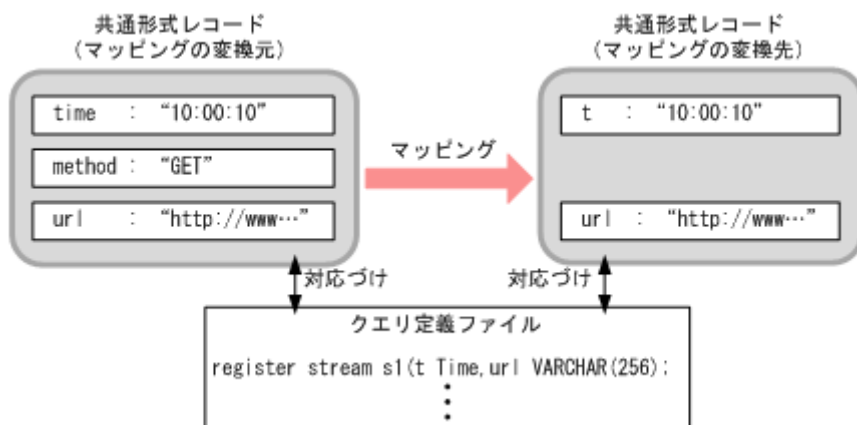 共通形式レコード
(マッピングの変換元)
共通形式レコード
(マッピングの変換先)
time : “10:00:10”
method : “GET”
url : “http://www…”
マッピング
t : “10:00:10”
url : “http://www…”
対応づけ
対応づけ
クエリ定義ファイル
register stream s1(t Time,url VARCHAR(256);